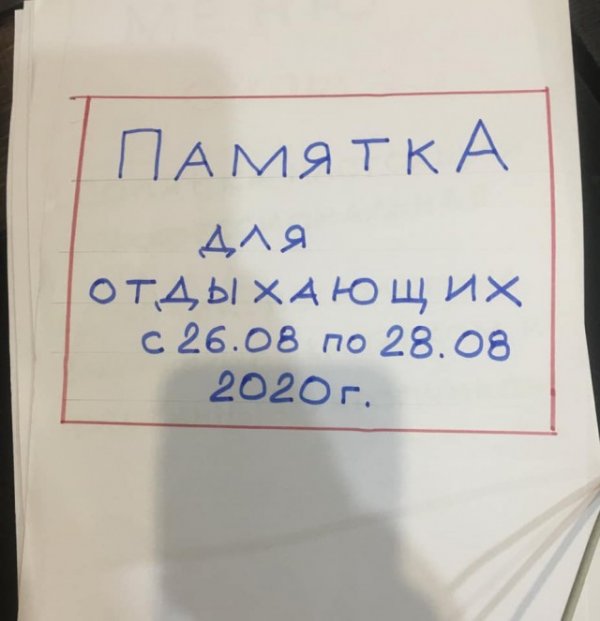 ПАМЯТКА
ДЛЯ
ОТДЫХАЮЩИХ
с 26.08 по 28.08
2020г.